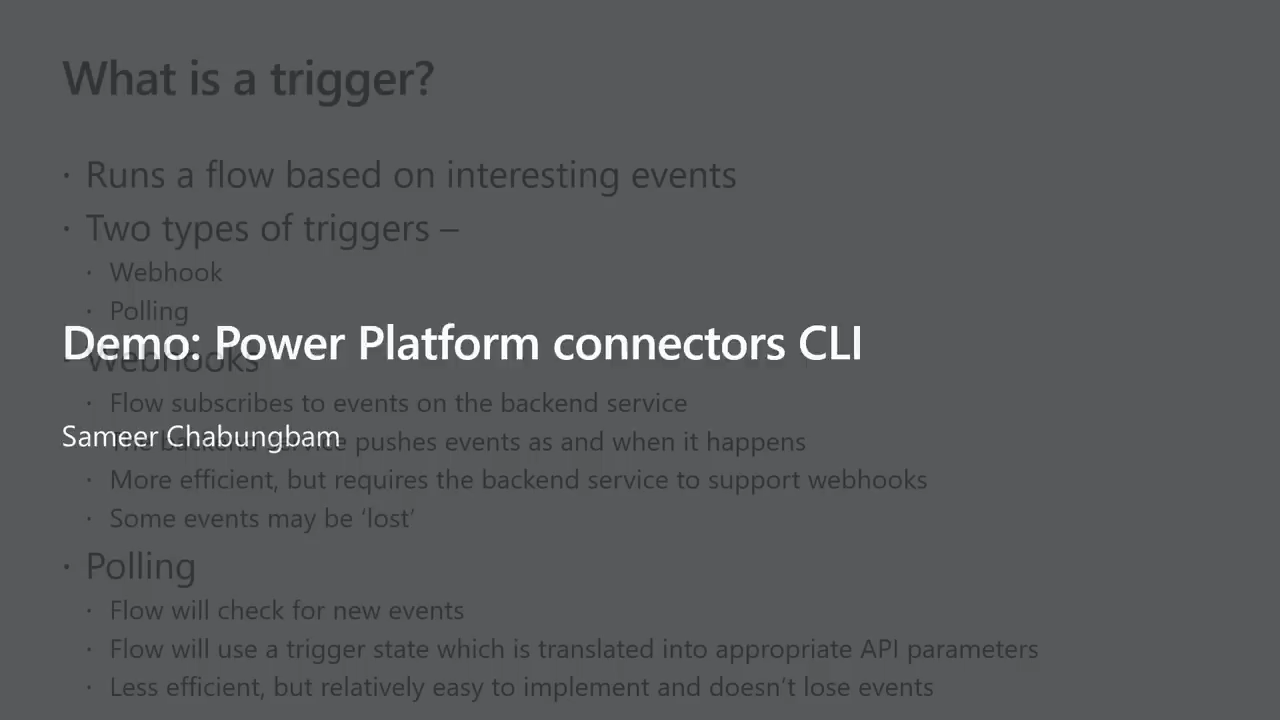 What is a trigger?
· Runs a flow based on interesting events
· Two types of triggers –
· Webhook
· Polling
Demo: Power Platform connectors CLI
· Webhooks
· Flow subscribes to events on the backend service
Sameer Chabungbam
· The backend service pushes events as and when it happens
· More efficient, but requires the backend service to support webhooks
· Some events may be ‘lost’
· Polling
· Flow will check for new events
· Flow will use a trigger state which is translated into appropriate API parameters
· Less efficient, but relatively easy to implement and doesn’t lose events